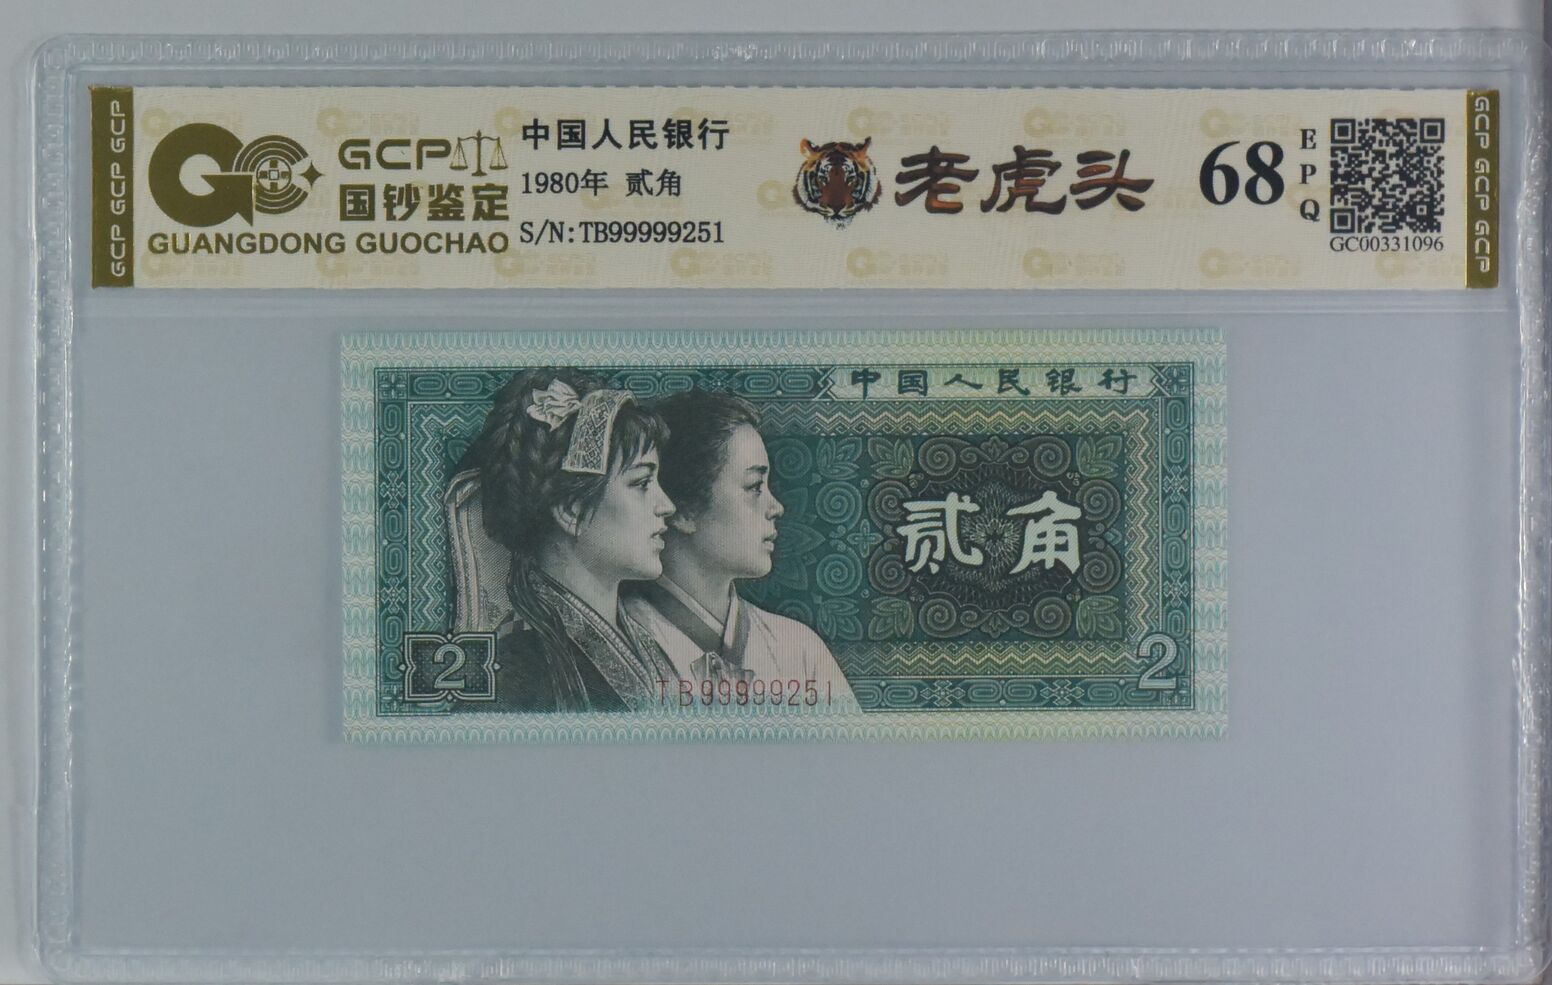 GCP GCP GCP
GCP
国钞鉴定
GUANGDONG GUOCHAO
中国人民银行
1980年 贰角
S/N:TB99999251
老虎头
68
EPQ
GC00331096
GCP GCP GCP
中国人民银行
贰角
2
2
TB99999251